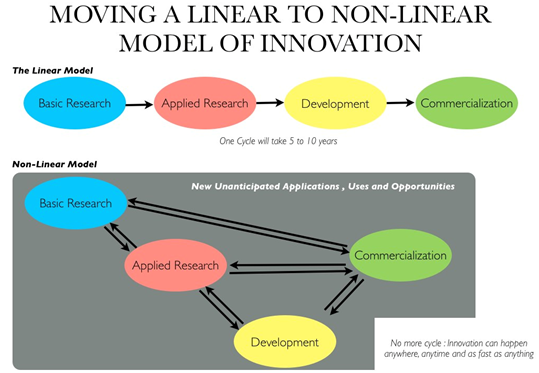 MOVING A LINEAR TO NON-LINEAR
MODEL OF INNOVATION
The Linear Model
Basic Research
Applied Research
Development
Commercialization
One Cycle will take 5 to 10 years
Non-Linear Model
New Unanticipated Applications , Uses and Opportunities
Basic Research
Commercialization
Applied Research
Development
No more cycle : Innovation can happen
anywhere, anytime and as fast as anything